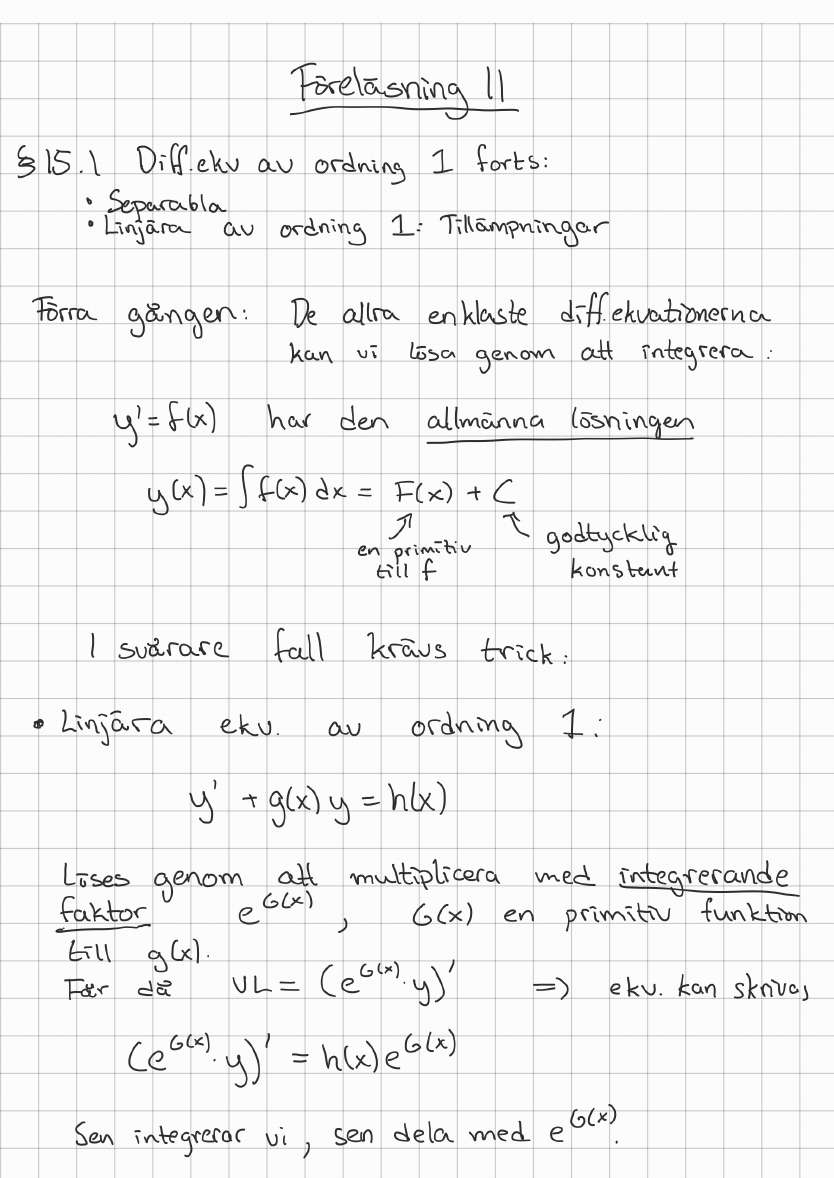 Föreläsning 11
§ 15.1 Diff.ekv av ordning 1 forts:
• Separabla
• Linjära av ordning 1: Tillämpningar
Förra gången: De allra enklaste diff.ekvationerna
kan vi lösa genom att integrera:
y' = f(x) har den allmänna lösningen
y(x) = ∫ f(x) dx = F(x) + C
en primitiv
till f
godtycklig
konstant
I svårare fall krävs trick:
• Linjära ekv. av ordning 1:
y' + g(x) y = h(x)
Löses genom att multiplicera med integrerande
faktor e^{G(x)}, G(x) en primitiv funktion
till g(x).
Får då VL = (e^{G(x)} · y)' ⇒ ekv. kan skrivas
(e^{G(x)} · y)' = h(x) e^{G(x)}
Sen integrerar vi, sen dela med e^{G(x)}.